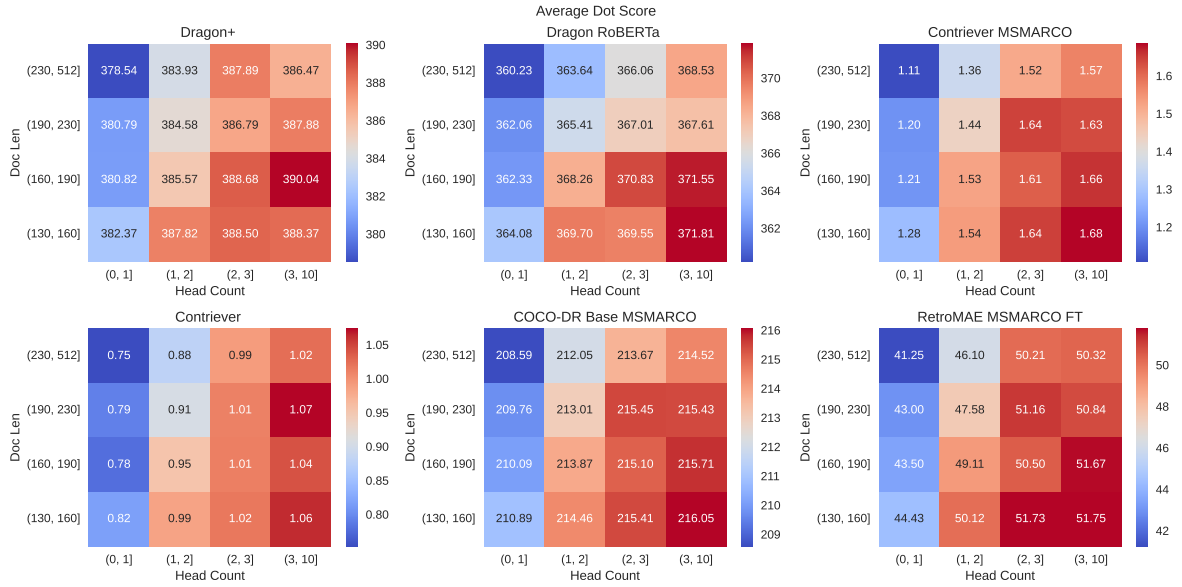 Average Dot Score
Dragon+
Doc Len
(230, 512] 378.54 383.93 387.89 386.47
(190, 230] 380.79 384.58 386.79 387.88
(160, 190] 380.82 385.57 388.68 390.04
(130, 160] 382.37 387.82 388.50 388.37
(0, 1] (1, 2] (2, 3] (3, 10]
Head Count
390
388
386
384
382
380
Dragon RoBERTa
Doc Len
(230, 512] 360.23 363.64 366.06 368.53
(190, 230] 362.06 365.41 367.01 367.61
(160, 190] 362.33 368.26 370.83 371.55
(130, 160] 364.08 369.70 369.55 371.81
(0, 1] (1, 2] (2, 3] (3, 10]
Head Count
370
368
366
364
362
Contriever MSMARCO
Doc Len
(230, 512] 1.11 1.36 1.52 1.57
(190, 230] 1.20 1.44 1.64 1.63
(160, 190] 1.21 1.53 1.61 1.66
(130, 160] 1.28 1.54 1.64 1.68
(0, 1] (1, 2] (2, 3] (3, 10]
Head Count
1.6
1.5
1.4
1.3
1.2
Contriever
Doc Len
(230, 512] 0.75 0.88 0.99 1.02
(190, 230] 0.79 0.91 1.01 1.07
(160, 190] 0.78 0.95 1.01 1.04
(130, 160] 0.82 0.99 1.02 1.06
(0, 1] (1, 2] (2, 3] (3, 10]
Head Count
1.05
1.00
0.95
0.90
0.85
0.80
COCO-DR Base MSMARCO
Doc Len
(230, 512] 208.59 212.05 213.67 214.52
(190, 230] 209.76 213.01 215.45 215.43
(160, 190] 210.09 213.87 215.10 215.71
(130, 160] 210.89 214.46 215.41 216.05
(0, 1] (1, 2] (2, 3] (3, 10]
Head Count
216
215
214
213
212
211
210
209
RetroMAE MSMARCO FT
Doc Len
(230, 512] 41.25 46.10 50.21 50.32
(190, 230] 43.00 47.58 51.16 50.84
(160, 190] 43.50 49.11 50.50 51.67
(130, 160] 44.43 50.12 51.73 51.75
(0, 1] (1, 2] (2, 3] (3, 10]
Head Count
50
48
46
44
42